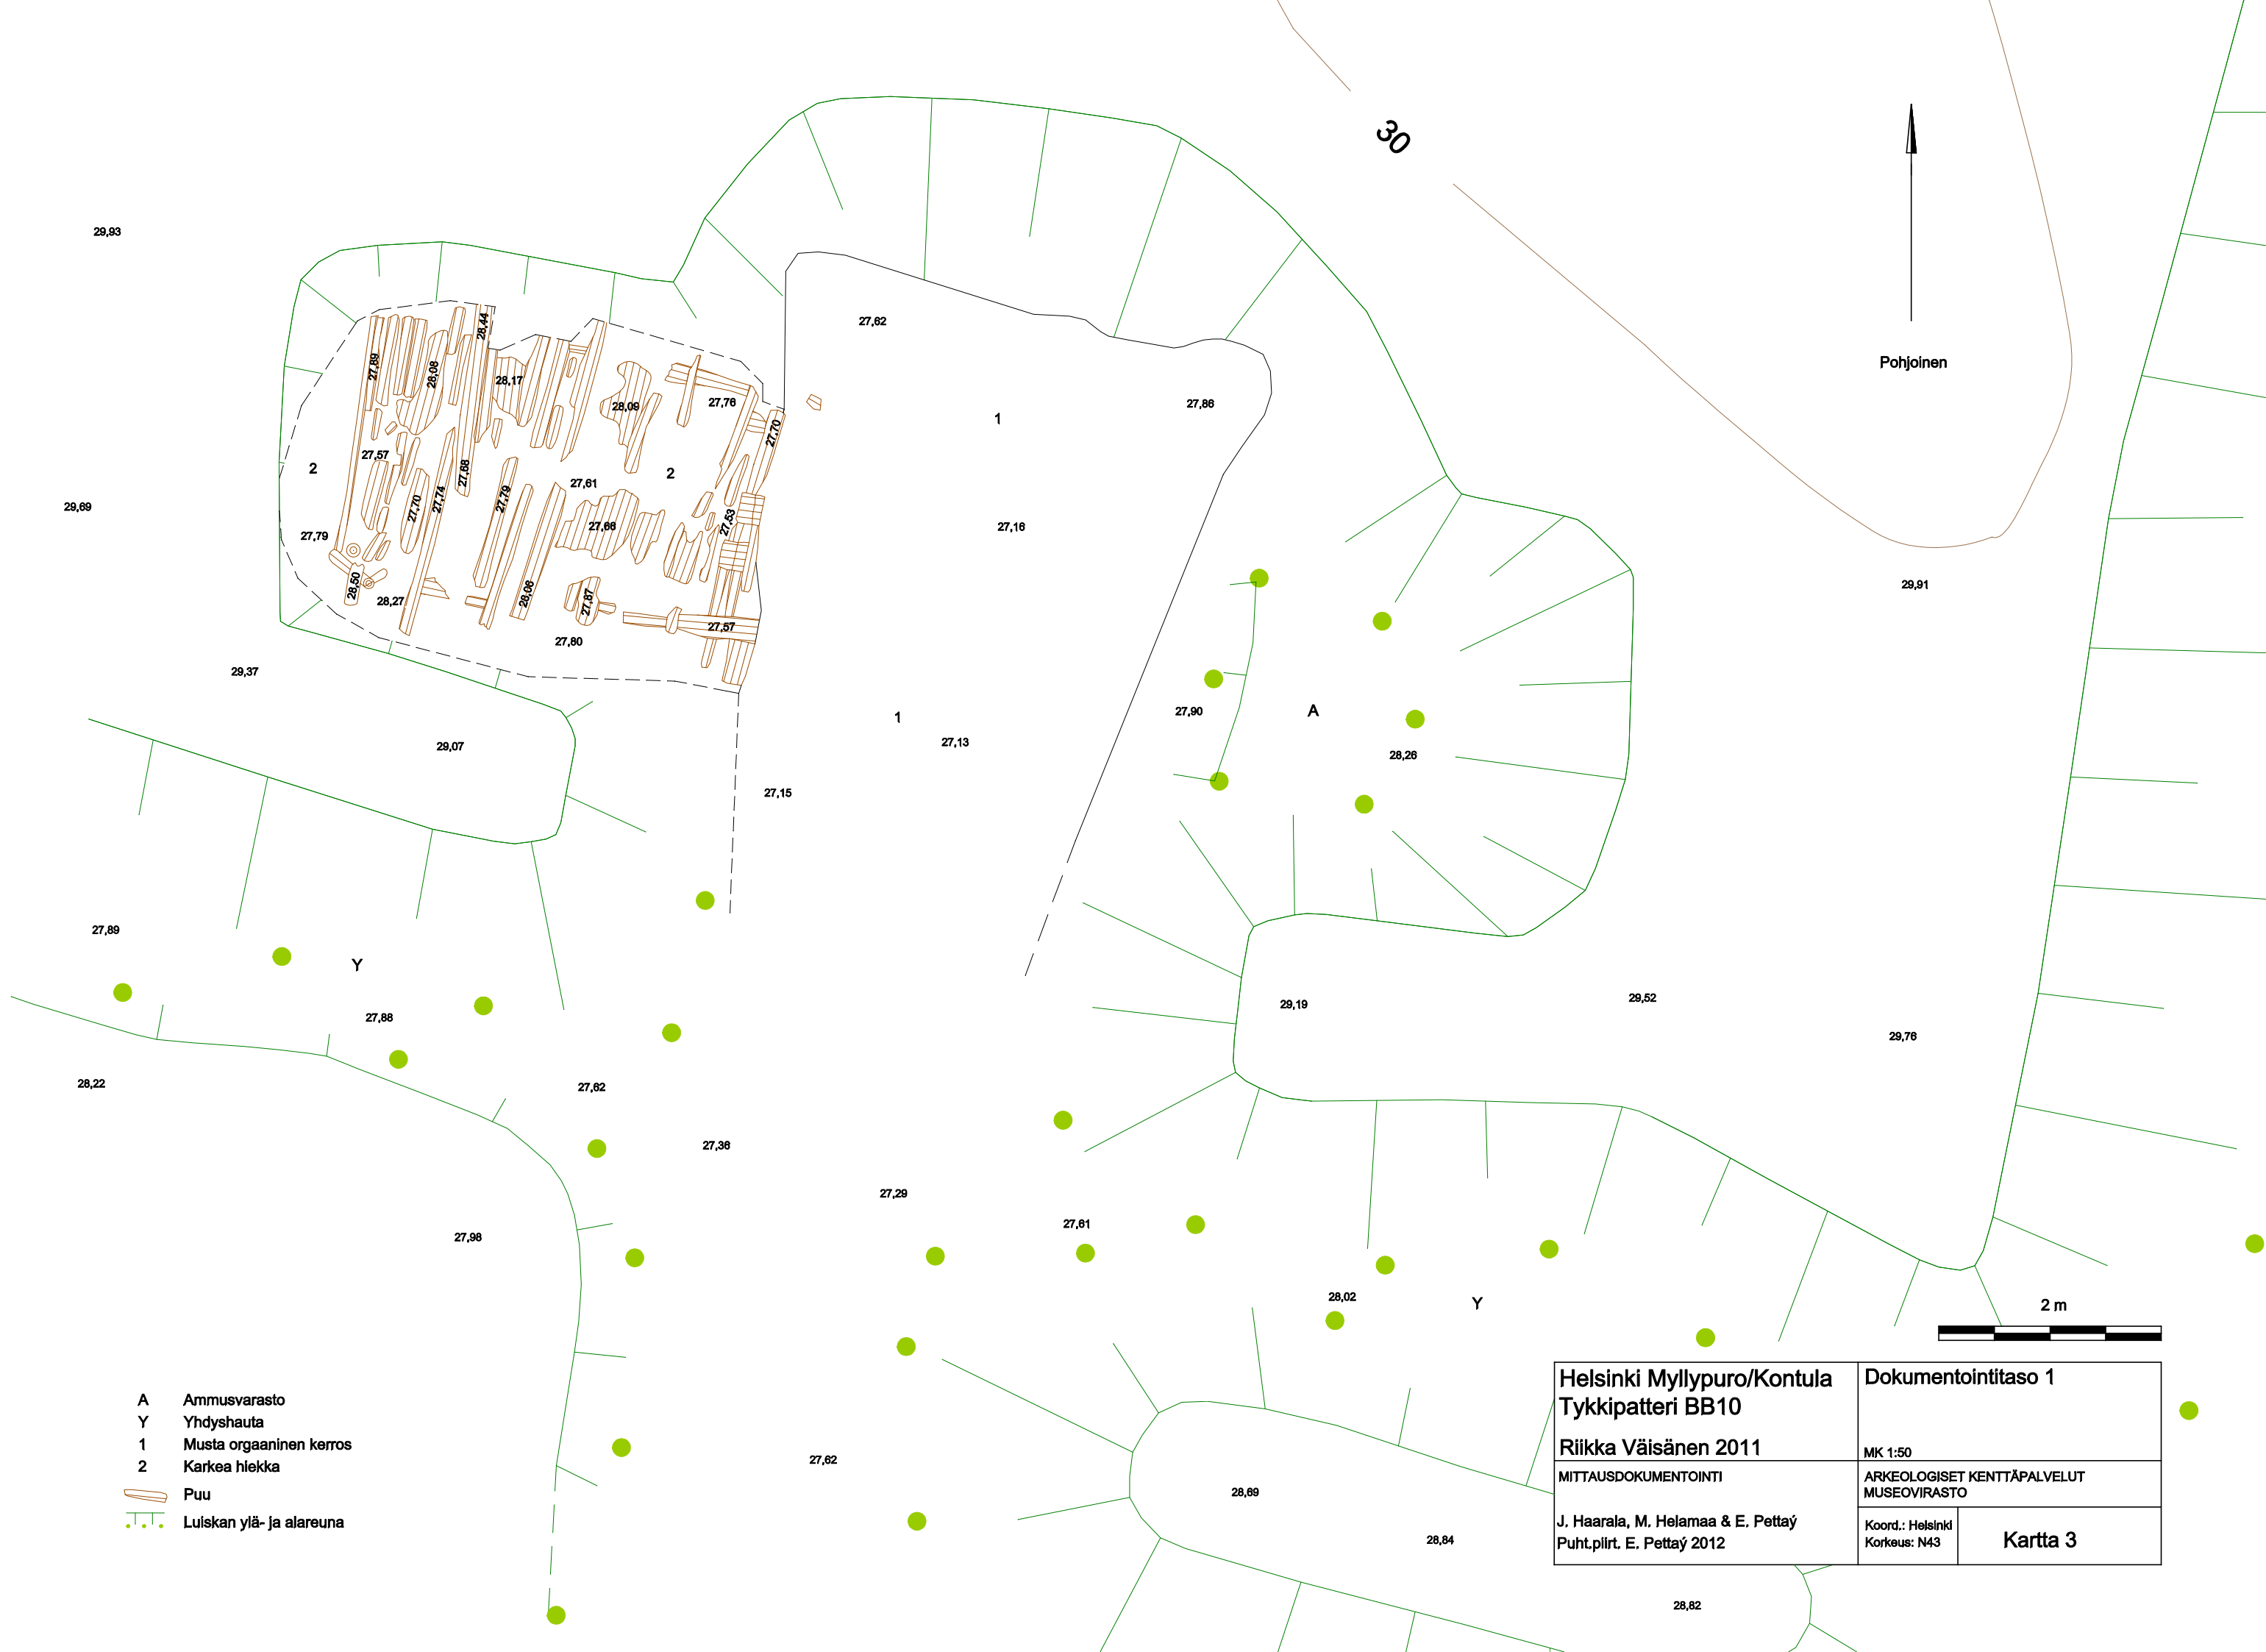 30
29,93
Pohjoinen
27,62
28,44
27,89
28,08
28,17
28,09
27,76
27,70
27,86
1
2
27,57
27,68
27,61
2
29,69
27,79
27,70
27,74
27,79
27,66
27,53
27,16
28,50
28,27
28,06
27,87
27,57
27,80
29,91
29,37
27,90
A
1
29,07
27,13
28,26
27,15
27,89
Y
27,88
29,19
29,52
29,76
28,22
27,62
27,36
27,29
27,61
27,98
28,02
Y
2 m
27,62
28,69
28,84
28,82
A Ammusvarasto
Y Yhdyshauta
1 Musta orgaaninen kerros
2 Karkea hiekka
Puu
Luiskan ylä- ja alareuna
Helsinki Myllypuro/Kontula
Tykkipatteri BB10
Riikka Väisänen 2011
Dokumentointitaso 1
MK 1:50
MITTAUSDOKUMENTOINTI
J. Haarala, M. Helamaa & E. Pettaý
Puht.piirt. E. Pettaý 2012
ARKEOLOGISET KENTTÄPALVELUT
MUSEOVIRASTO
Koord.: Helsinki
Korkeus: N43
Kartta 3